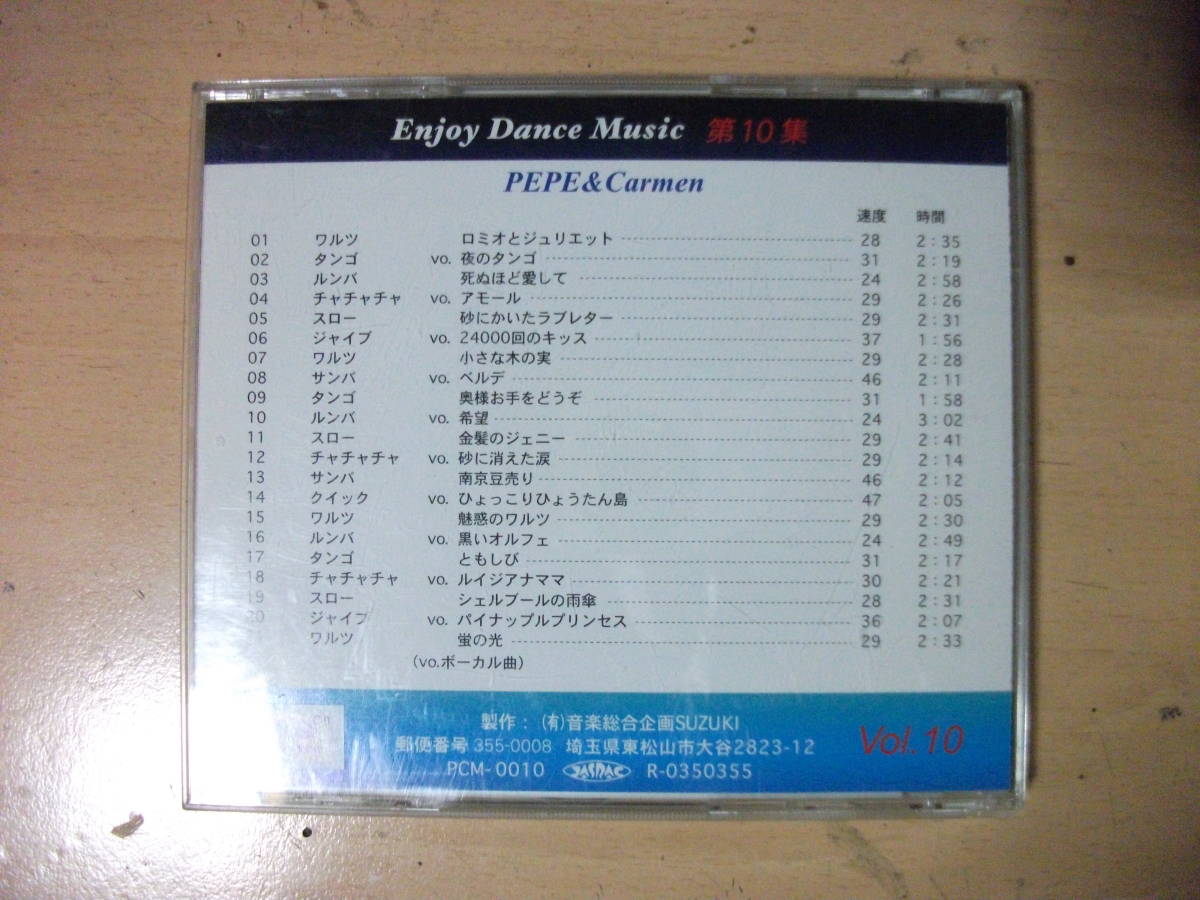 Enjoy Dance Music 第10集
PEPE&Carmen
速度 時間
01 ワルツ ロミオとジュリエット 28 2:35
02 タンゴ vo. 夜のタンゴ 31 2:19
03 ルンバ 死ぬほど愛して 24 2:58
04 チャチャチャ vo. アモール 29 2:26
05 スロー 砂にかいたラブレター 29 2:31
06 ジャイブ vo. 24000回のキッス 37 1:56
07 ワルツ 小さな木の実 29 2:28
08 サンバ vo. ベルデ 46 2:11
09 タンゴ 奥様お手をどうぞ 31 1:58
10 ルンバ vo. 希望 24 3:02
11 スロー 金髪のジェニー 29 2:41
12 チャチャチャ vo. 砂に消えた涙 29 2:14
13 サンバ 南京豆売り 46 2:12
14 クイック vo. ひょっこりひょうたん島 47 2:05
15 ワルツ 魅惑のワルツ 29 2:30
16 ルンバ vo. 黒いオルフェ 24 2:49
17 タンゴ ともしび 31 2:17
18 チャチャチャ vo. ルイジアナママ 30 2:21
19 スロー シェルブールの雨傘 28 2:31
20 ジャイブ vo. パイナップルプリンセス 36 2:07
ワルツ 蛍の光 29 2:33
(vo.ボーカル曲)
製作: (有)音楽総合企画SUZUKI
郵便番号 355-0008 埼玉県東松山市大谷2823-12
PCM-0010 JASRAC R-0350355
Vol.10